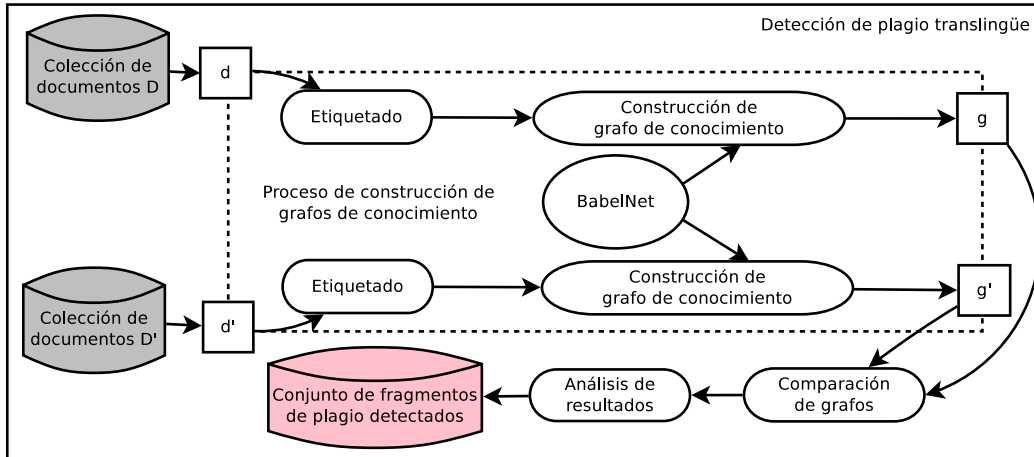 Detección de plagio translingüe
Colección de
documentos D
d
Etiquetado
Construcción de
grafo de conocimiento
g
Proceso de construcción de
grafos de conocimiento
BabelNet
Colección de
documentos D'
d'
Etiquetado
Construcción de
grafo de conocimiento
g'
Conjunto de fragmentos
de plagio detectados
Análisis de
resultados
Comparación
de grafos